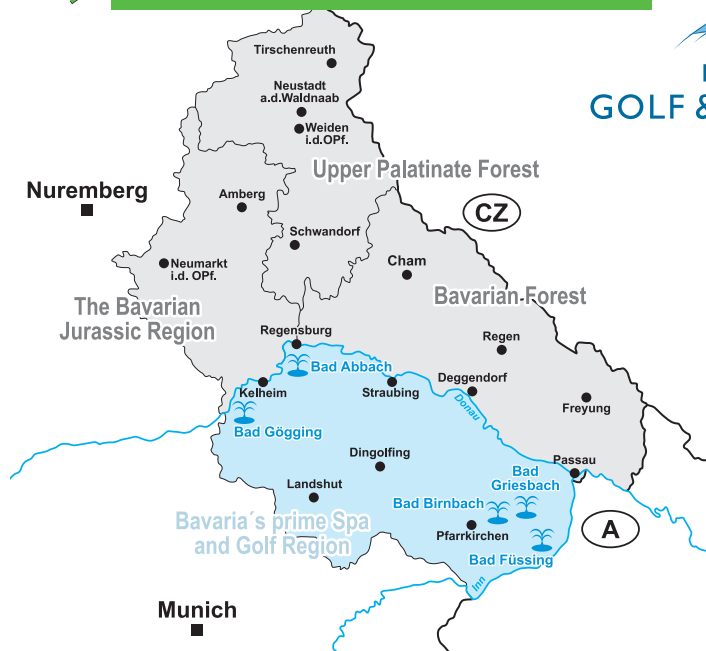 Tirschenreuth
Neustadt
a.d.Waldnaab
Weiden
i.d.OPf.
GOLF &
Upper Palatinate Forest
Nuremberg
Amberg
CZ
Schwandorf
Neumarkt
i.d. OPf.
Cham
The Bavarian
Jurassic Region
Bavarian Forest
Regensburg
Regen
Bad Abbach
Kelheim
Straubing
Deggendorf
Donau
Freyung
Bad Gögging
Dingolfing
Passau
Landshut
Bad
Griesbach
Bad Birnbach
Bavaria´s prime Spa
and Golf Region
Pfarrkirchen
A
Bad Füssing
Inn
Munich